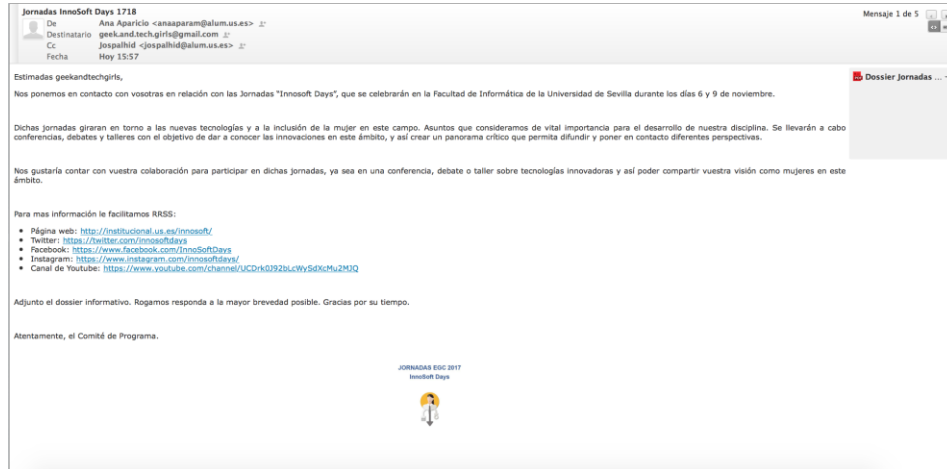 Jornadas InnoSoft Days 1718
Mensaje 1 de 5
De Ana Aparicio <anaaparam@alum.us.es>
Destinatario geek.and.tech.girls@gmail.com
Cc Jospalhid <jospalhid@alum.us.es>
Fecha Hoy 15:57
Estimadas geekandtechgirls,
Dossier Jornadas ...
Nos ponemos en contacto con vosotras en relación con las Jornadas "Innosoft Days", que se celebrarán en la Facultad de Informática de la Universidad de Sevilla durante los días 6 y 9 de noviembre.
Dichas jornadas giraran en torno a las nuevas tecnologías y a la inclusión de la mujer en este campo. Asuntos que consideramos de vital importancia para el desarrollo de nuestra disciplina. Se llevarán a cabo
conferencias, debates y talleres con el objetivo de dar a conocer las innovaciones en este ámbito, y así crear un panorama crítico que permita difundir y poner en contacto diferentes perspectivas.
Nos gustaría contar con vuestra colaboración para participar en dichas jornadas, ya sea en una conferencia, debate o taller sobre tecnologías innovadoras y así poder compartir vuestra visión como mujeres en este
ámbito.
Para mas información le facilitamos RRSS:
• Página web: http://institucional.us.es/innosoft/
• Twitter: https://twitter.com/innosoftdays
• Facebook: https://www.facebook.com/InnoSoftDays
• Instagram: https://www.instagram.com/innosoftdays/
• Canal de Youtube: https://www.youtube.com/channel/UCDrk0J92bLcWySdXcMu2MJQ
Adjunto el dossier informativo. Rogamos responda a la mayor brevedad posible. Gracias por su tiempo.
Atentamente, el Comité de Programa.
JORNADAS EGC 2017
InnoSoft Days